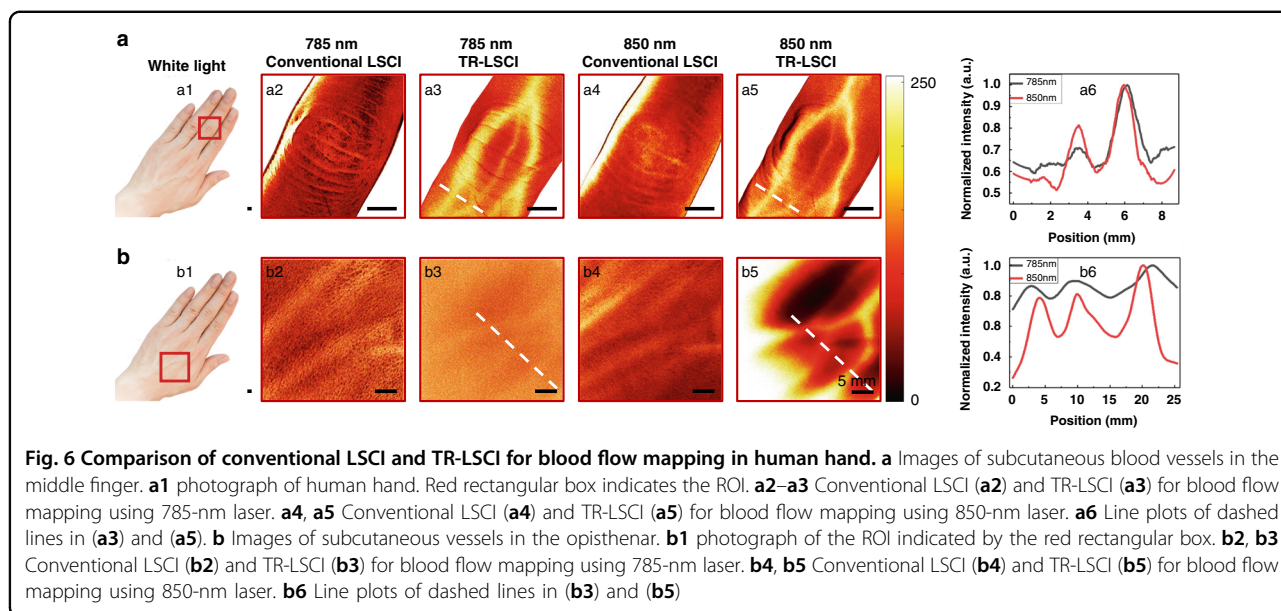 a
White light
785 nm
Conventional LSCI
785 nm
TR-LSCI
850 nm
Conventional LSCI
850 nm
TR-LSCI
a1
a2
a3
a4
a5
250
0
Normalized intensity (a.u.)
1.0
0.9
0.8
0.7
0.6
0.5
785nm
850nm
a6
0 2 4 6 8
Position (mm)
b
b1
b2
b3
b4
b5
5 mm
Normalized intensity (a.u.)
1.0
0.8
0.8
0.4
0.2
785nm
850nm
b6
0 5 10 15 20 25
Position (mm)
Fig. 6 Comparison of conventional LSCI and TR-LSCI for blood flow mapping in human hand. a Images of subcutaneous blood vessels in the
middle finger. a1 photograph of human hand. Red rectangular box indicates the ROI. a2–a3 Conventional LSCI (a2) and TR-LSCI (a3) for blood flow
mapping using 785-nm laser. a4, a5 Conventional LSCI (a4) and TR-LSCI (a5) for blood flow mapping using 850-nm laser. a6 Line plots of dashed
lines in (a3) and (a5). b Images of subcutaneous vessels in the opisthenar. b1 photograph of the ROI indicated by the red rectangular box. b2, b3
Conventional LSCI (b2) and TR-LSCI (b3) for blood flow mapping using 785-nm laser. b4, b5 Conventional LSCI (b4) and TR-LSCI (b5) for blood flow
mapping using 850-nm laser. b6 Line plots of dashed lines in (b3) and (b5)